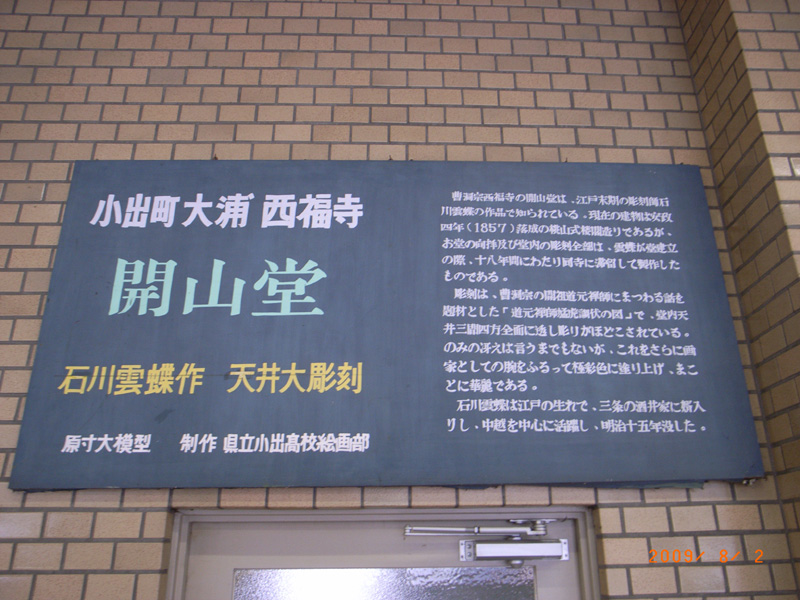 小出町大浦 西福寺
開山堂
石川雲蝶作 天井大彫刻
原寸大模型 制作 県立小出高校絵画部
曹洞宗西福寺の開山堂は、江戸末期の彫刻師石
川雲蝶の作品で知られている。現在の建物は安政
四年(1857)落成の桃山式楼閣造りであるが、
お堂の向拝及び堂内の彫刻全部は、雲蝶が堂建立
の際、十八年間にわたり同寺に滞留して製作した
ものである。
彫刻は、曹洞宗の開祖道元禅師にまつわる話を
題材とした「道元禅師猛虎調伏の図」で、堂内天
井三間四方全面に透し彫りがほどこされている。
のみの冴えは言うまでもないが、これをさらに画
家としての腕をふるって極彩色に塗り上げ、まこ
とに華麗である。
石川雲蝶は江戸の生れで、三条の酒井家に婿入
りし、中越を中心に活躍し、明治十五年没した。
2009/ 8/ 2